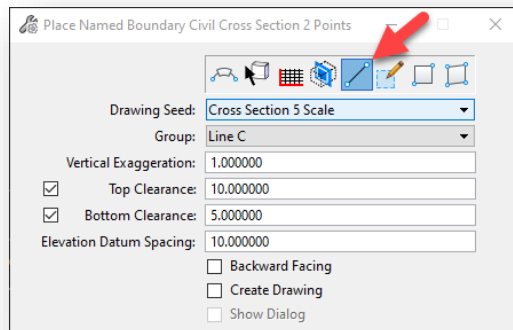 Place Named Boundary Civil Cross Section 2 Points
Drawing Seed: Cross Section 5 Scale
Group: Line C
Vertical Exaggeration: 1.000000
Top Clearance: 10.000000
Bottom Clearance: 5.000000
Elevation Datum Spacing: 10.000000
Backward Facing
Create Drawing
Show Dialog